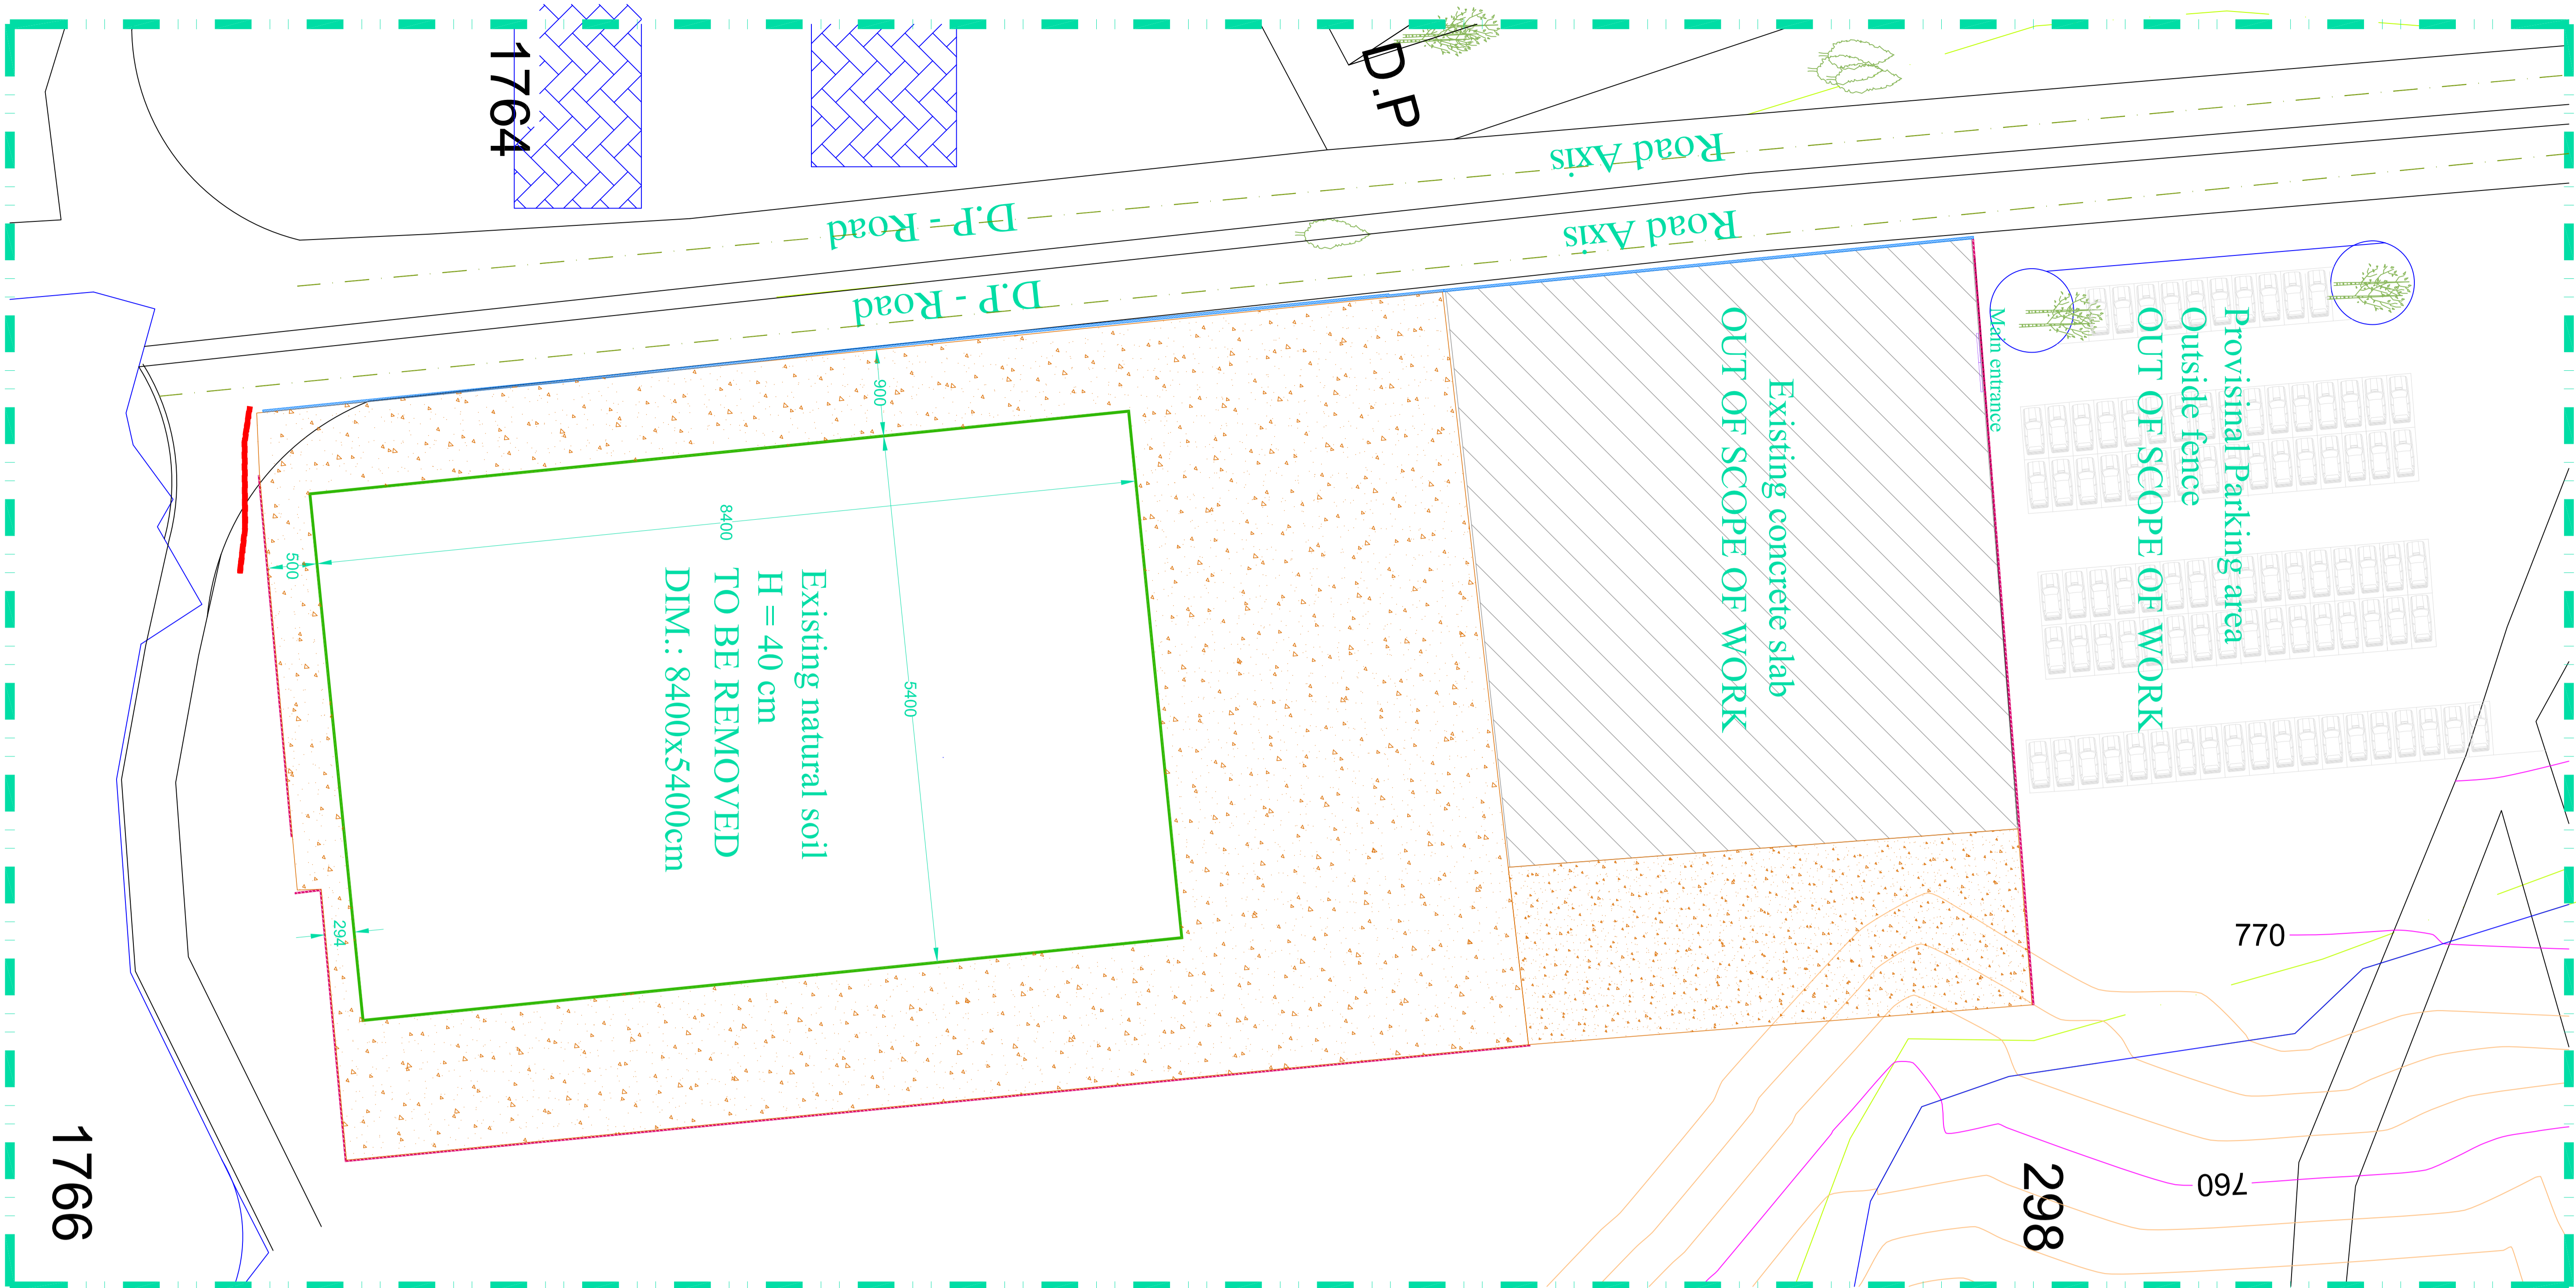 1764
D.P
Road Axis
D.P - Road
Road Axis
D.P - Road
Main entrance
Provisinal Parking area
Outside fence
OUT OF SCOPE OF WORK
Existing concrete slab
OUT OF SCOPE OF WORK
900
8400
500
5400
294
Existing natural soil
H = 40 cm
TO BE REMOVED
DIM.: 8400x5400cm
770
760
298
1766